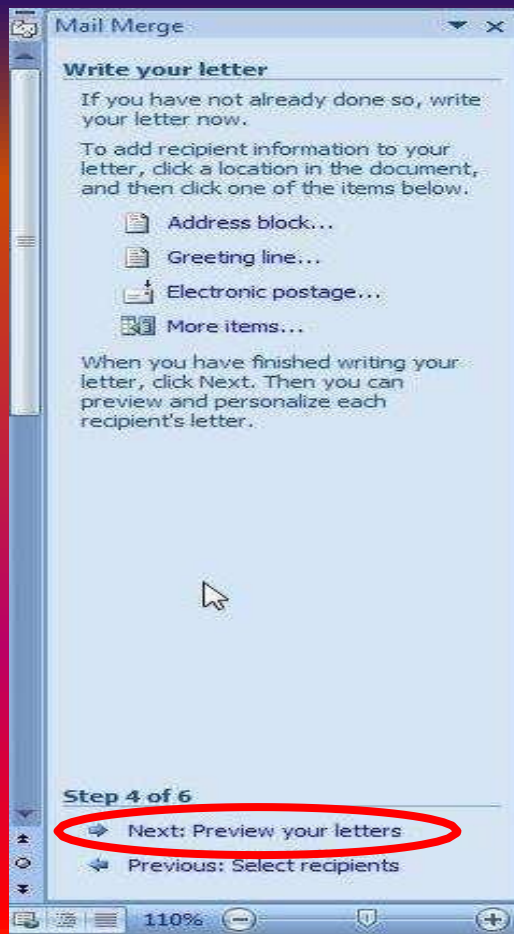 Mail Merge
Write your letter
If you have not already done so, write
your letter now.
To add recipient information to your
letter, click a location in the document,
and then click one of the items below.
Address block...
Greeting line...
Electronic postage...
More items...
When you have finished writing your
letter, click Next. Then you can
preview and personalize each
recipient's letter.
Step 4 of 6
Next: Preview your letters
Previous: Select recipients
110%